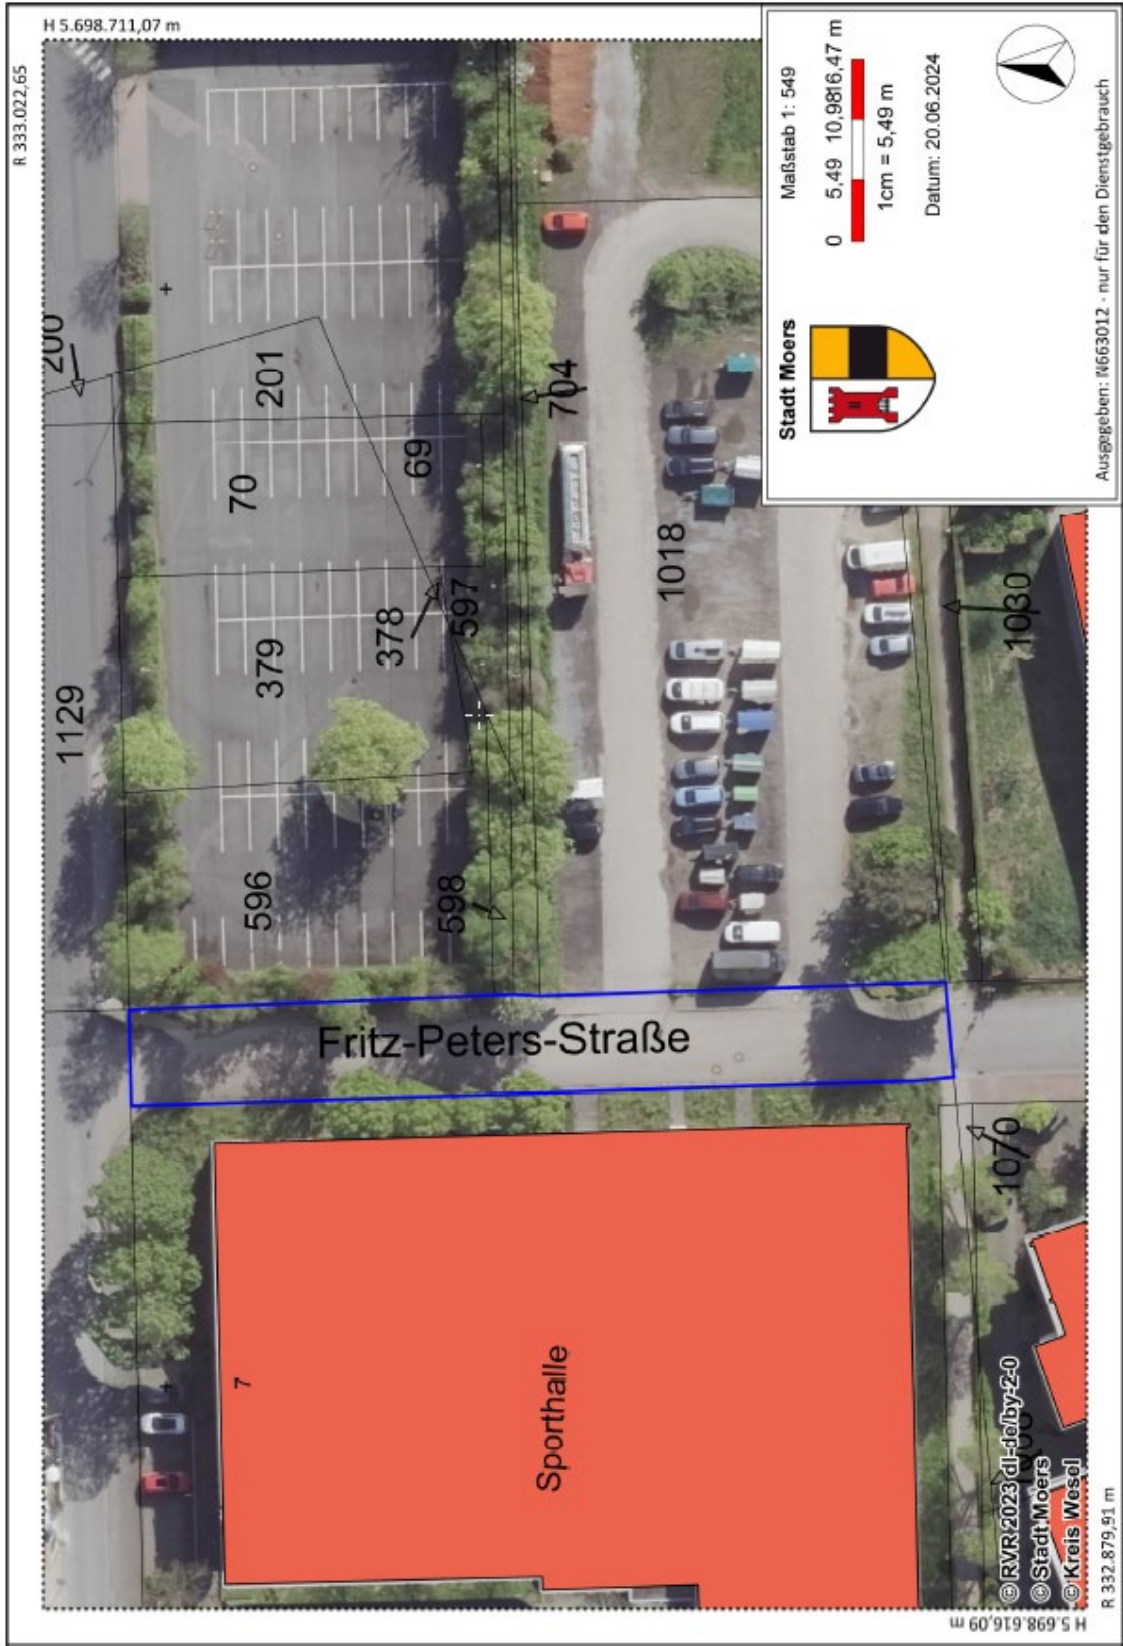 H 5.698.711,07 m
R 333.022,65
200
201
70
69
704
1129
379
378
597
1018
1030
596
598
Fritz-Peters-Straße
1070
7
Sporthalle
Stadt Moers
Maßstab 1: 549
0 5,49 10,98 16,47 m
1cm = 5,49 m
Datum: 20.06.2024
Ausgegeben: N663012 - nur für den Dienstgebrauch
© RVR 2023 dl-de/by-2-0
© Stadt Moers
© Kreis Wesel
R 332.879,91 m
H 5.698.616,09 m